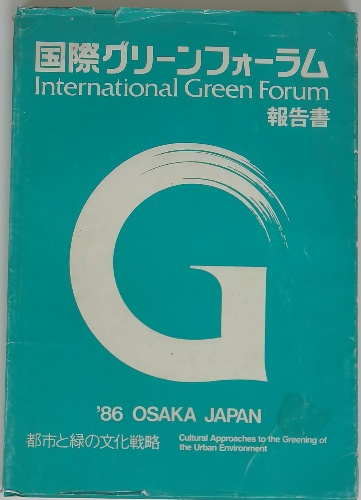 国際グリーンフォーラム
International Green Forum
報告書
G
'86 OSAKA JAPAN
都市と緑の文化戦略
Cultural Approaches to the Greening of
the Urban Environment